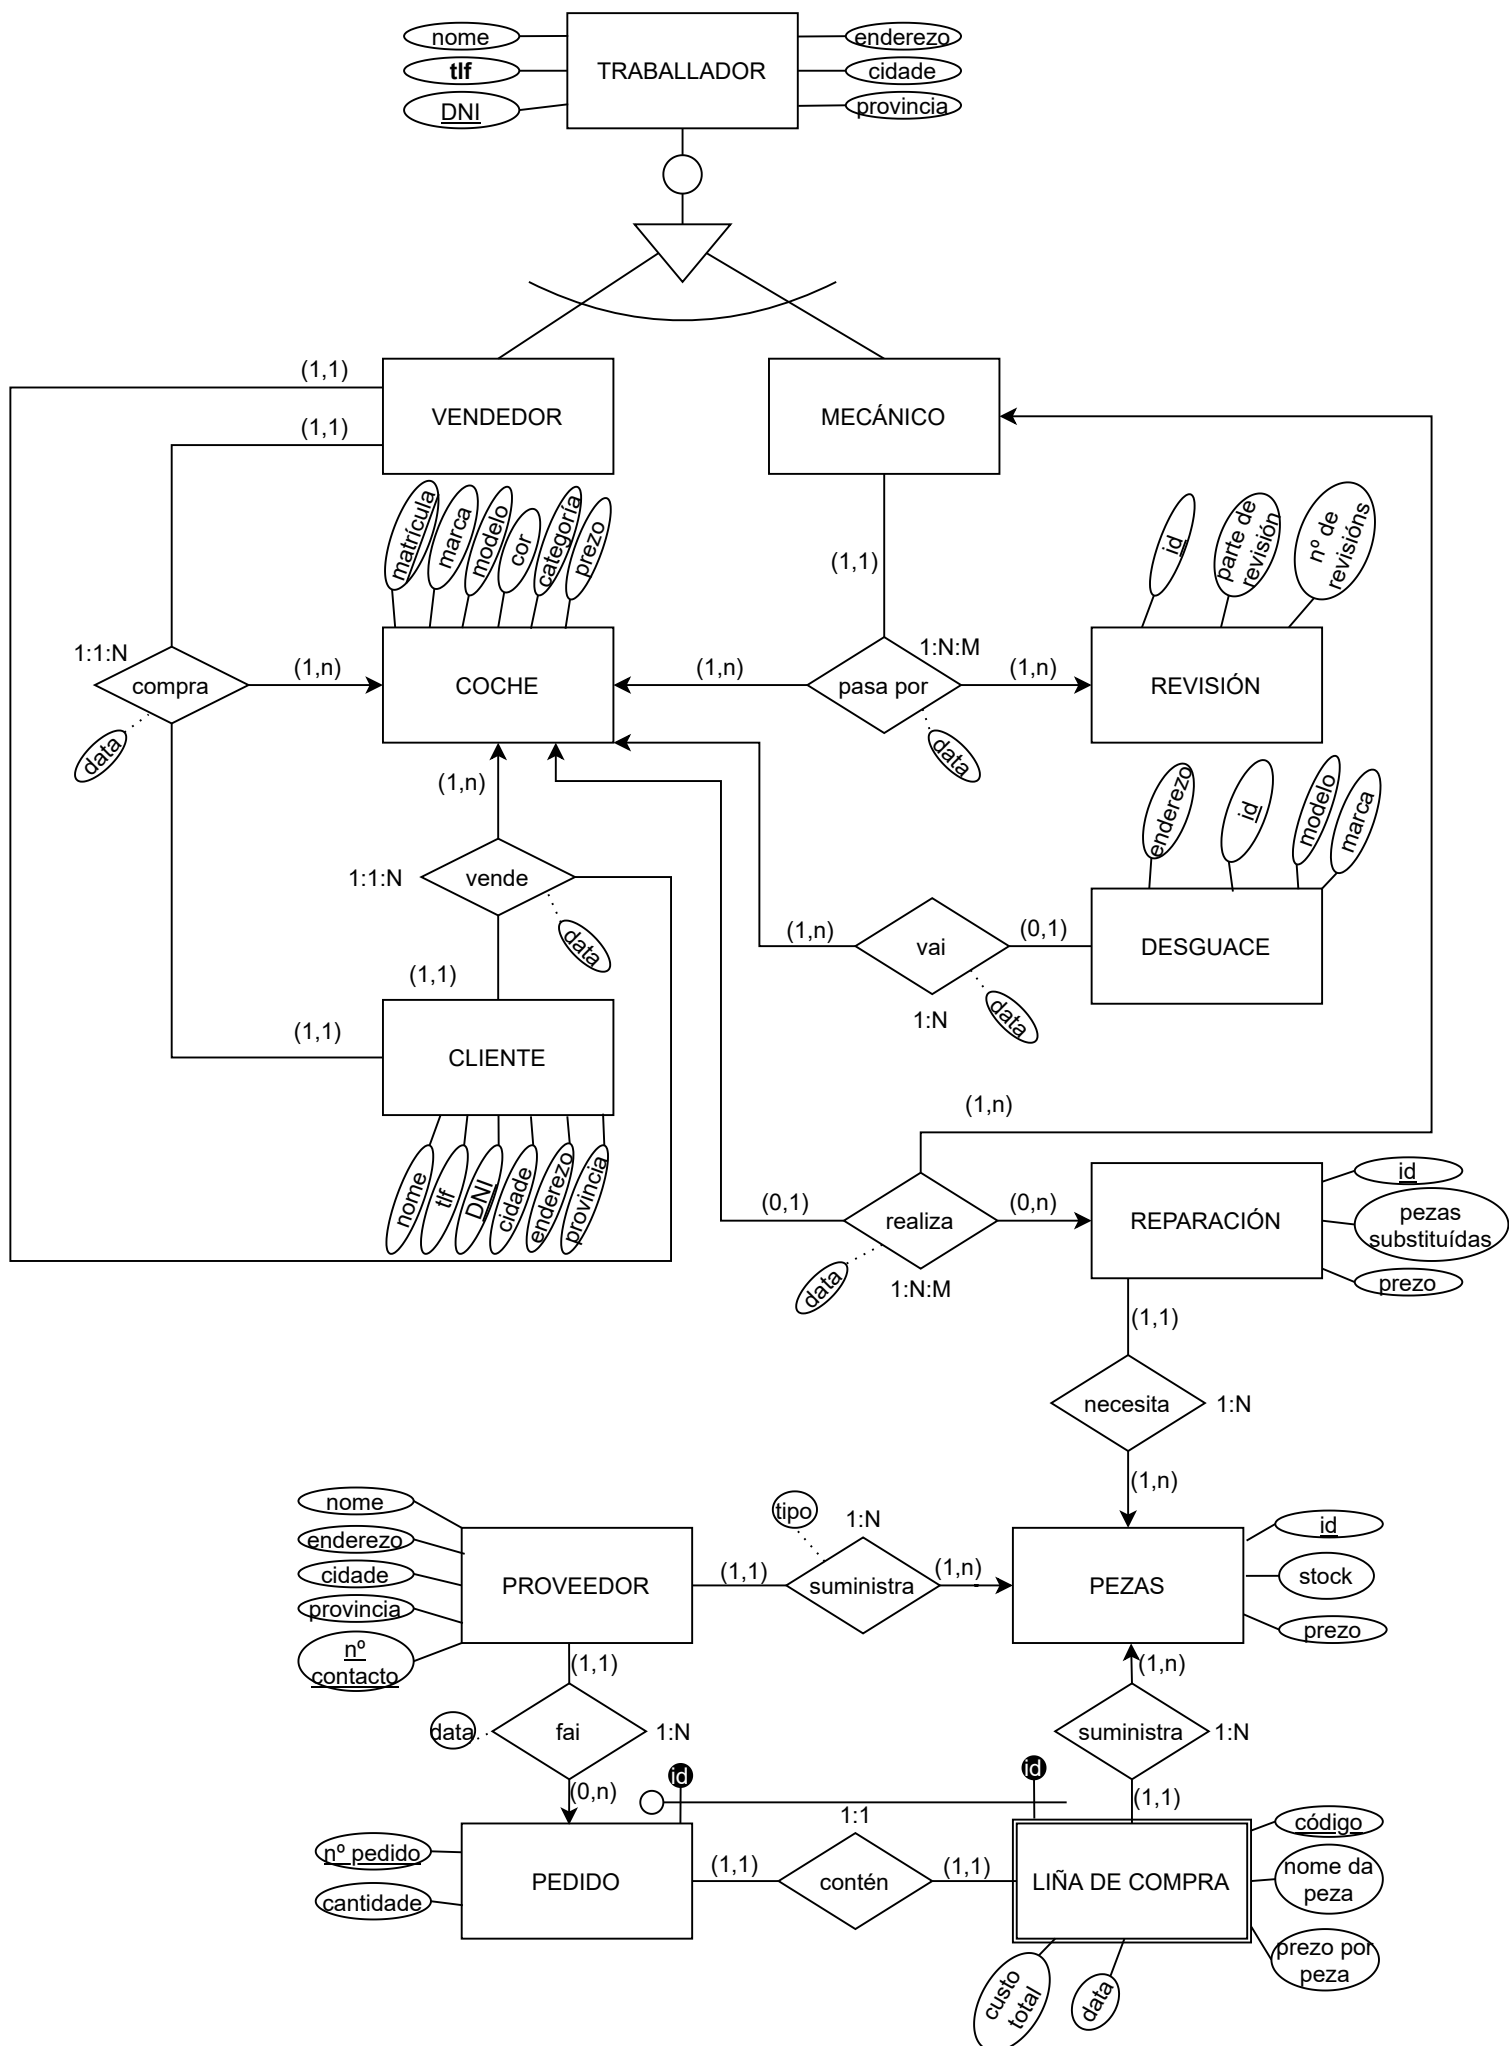 nome
tlf
DNI
TRABALLADOR
enderezo
cidade
provincia
(1,1)
(1,1)
VENDEDOR
MECÁNICO
matrícula
marca
modelo
cor
categoría
prezo
(1,1)
id
parte de
revisión
nº de
revisións
1:1:N
compra
data
(1,n)
COCHE
(1,n)
pasa por
1:N:M
data
(1,n)
REVISIÓN
(1,n)
1:1:N
vende
data
(1,1)
enderezo
id
modelo
marca
(1,n)
vai
1:N
data
(0,1)
DESGUACE
(1,1)
CLIENTE
nome
tlf
DNI
cidade
enderezo
provincia
(1,n)
(0,1)
realiza
data
1:N:M
(0,n)
REPARACIÓN
id
pezas
substituídas
prezo
(1,1)
necesita
1:N
(1,n)
nome
enderezo
cidade
provincia
nº
contacto
PROVEEDOR
(1,1)
tipo
1:N
suministra
(1,n)
PEZAS
id
stock
prezo
(1,1)
data
fai
1:N
(0,n)
(1,n)
suministra
1:N
(1,1)
id
id
nº pedido
cantidade
PEDIDO
(1,1)
1:1
contén
(1,1)
LIÑA DE COMPRA
código
nome da
peza
prezo por
peza
custo
total
data